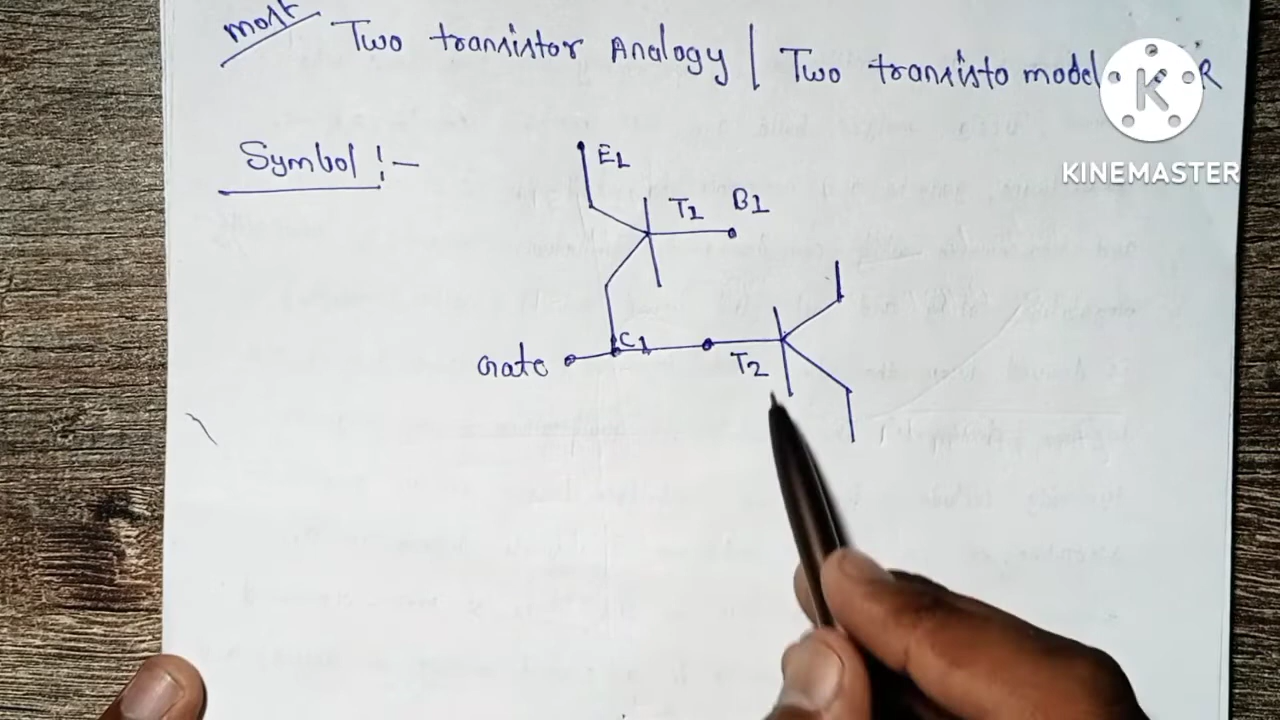 most Two transistor Analogy | Two transisto model R
Symbol :-
E1
T1 B1
C1
Gate
T2
K
KINEMASTER